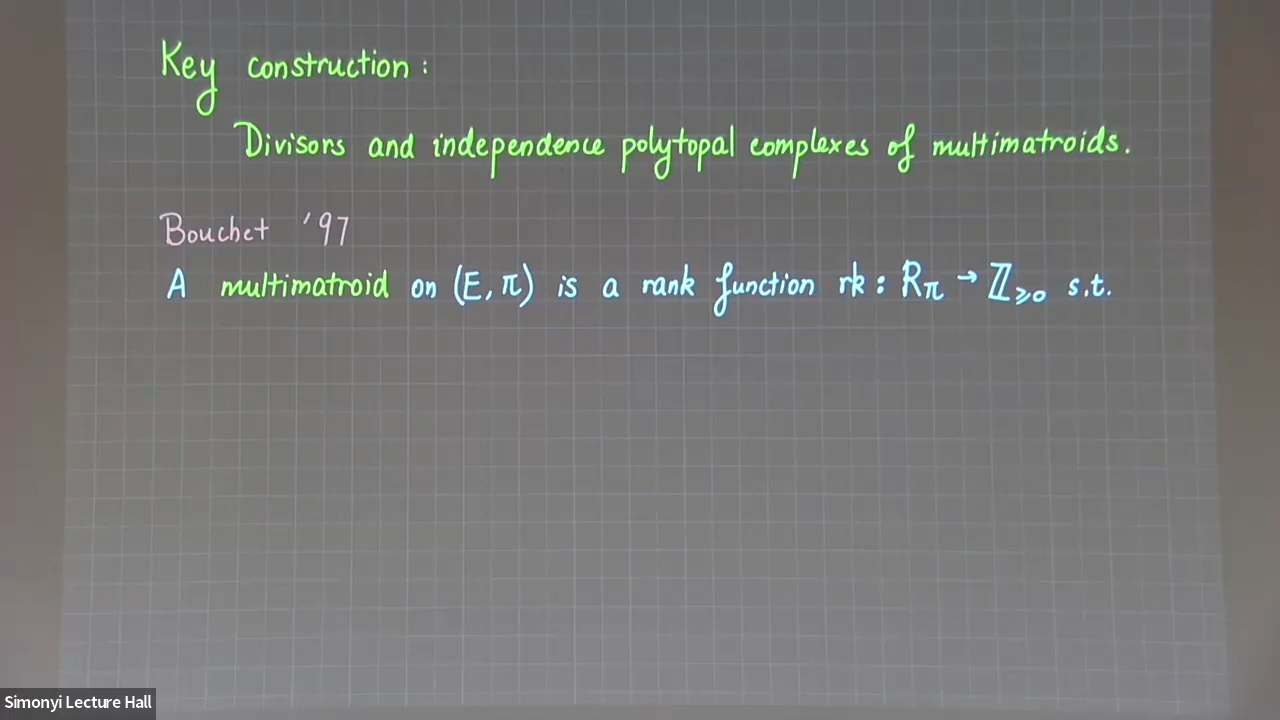 Key construction:
Divisors and independence polytopal complexes of multimatroids.
Bouchet '97
A multimatroid on (E, π) is a rank function rk: Rπ → ℤ≥0 s.t.
Simonyi Lecture Hall